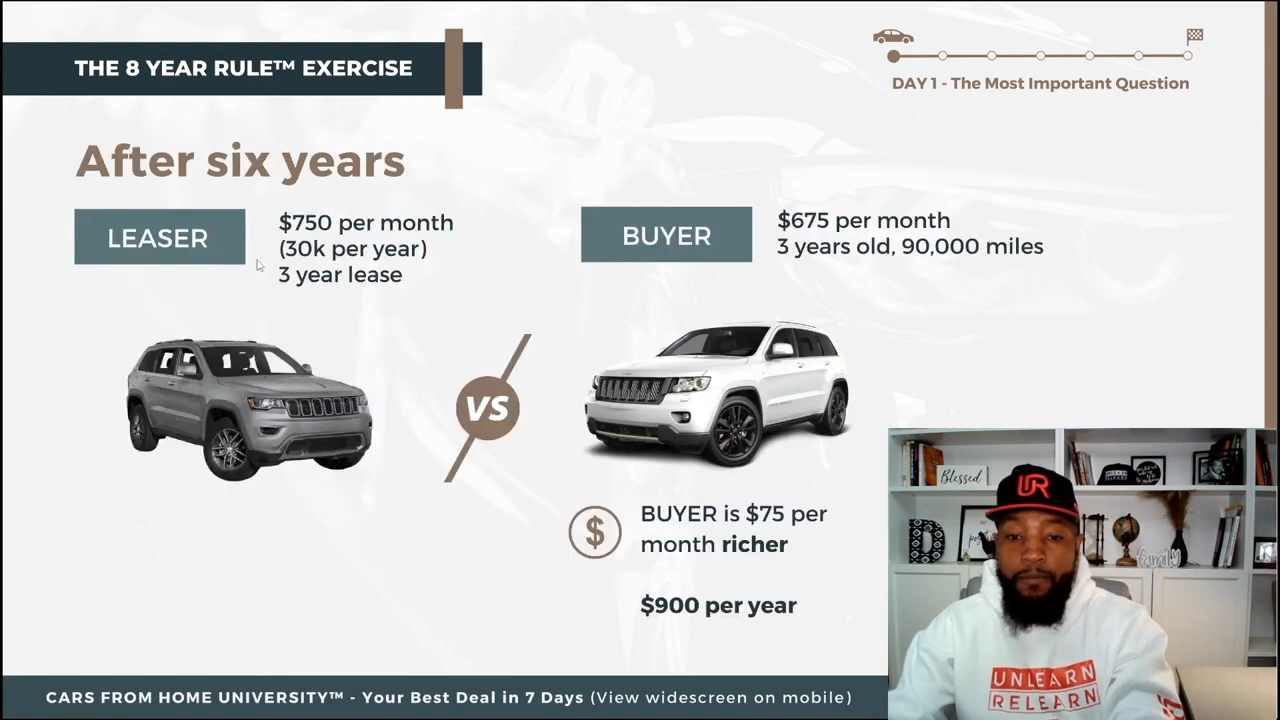 THE 8 YEAR RULE™ EXERCISE
DAY 1 - The Most Important Question
After six years
LEASER
$750 per month
(30k per year)
3 year lease
BUYER
$675 per month
3 years old, 90,000 miles
VS
$
BUYER is $75 per
month richer
$900 per year
Blessed
D
family
UR
UNLEARN
RELEARN
CARS FROM HOME UNIVERSITY™ - Your Best Deal in 7 Days (View widescreen on mobile)